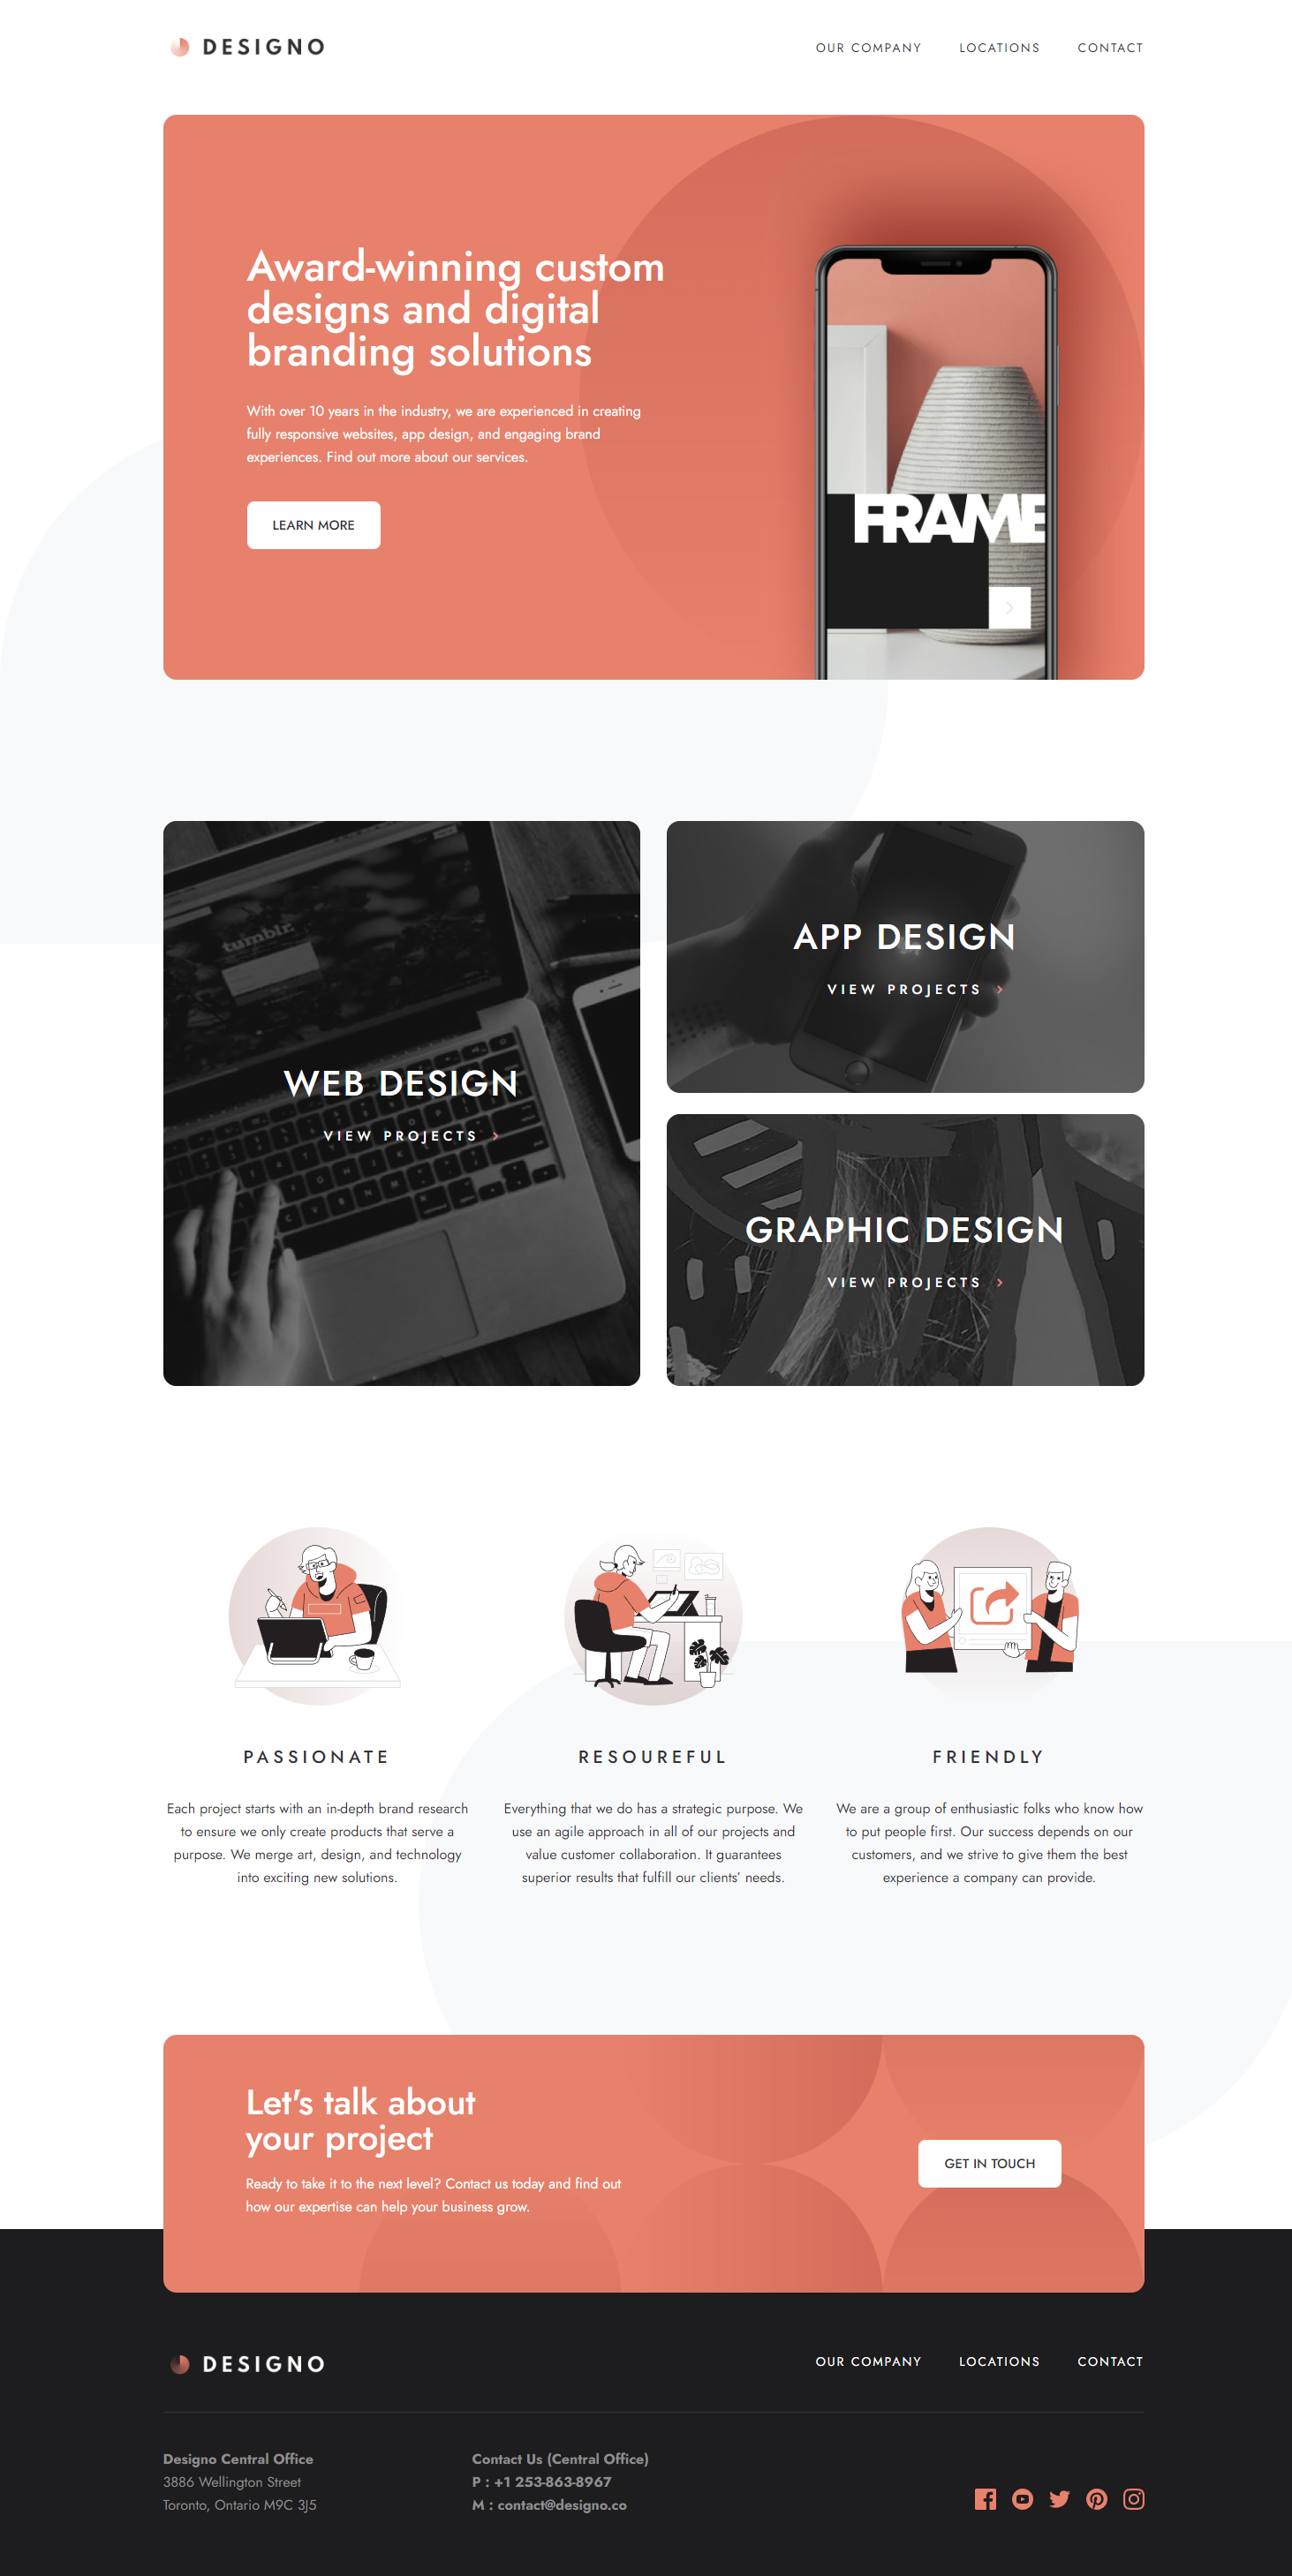 DESIGNO
OUR COMPANY LOCATIONS CONTACT
Award-winning custom
designs and digital
branding solutions
With over 10 years in the industry, we are experienced in creating
fully responsive websites, app design, and engaging brand
experiences. Find out more about our services.
LEARN MORE
FRAME
tumblr.
WEB DESIGN
VIEW PROJECTS
APP DESIGN
VIEW PROJECTS
GRAPHIC DESIGN
VIEW PROJECTS
PASSIONATE
Each project starts with an in-depth brand research
to ensure we only create products that serve a
purpose. We merge art, design, and technology
into exciting new solutions.
RESOUREFUL
Everything that we do has a strategic purpose. We
use an agile approach in all of our projects and
value customer collaboration. It guarantees
superior results that fulfill our clients’ needs.
FRIENDLY
We are a group of enthusiastic folks who know how
to put people first. Our success depends on our
customers, and we strive to give them the best
experience a company can provide.
Let's talk about
your project
Ready to take it to the next level? Contact us today and find out
how our expertise can help your business grow.
GET IN TOUCH
DESIGNO
OUR COMPANY LOCATIONS CONTACT
Designo Central Office
3886 Wellington Street
Toronto, Ontario M9C 3J5
Contact Us (Central Office)
P : +1 253-863-8967
M : contact@designo.co